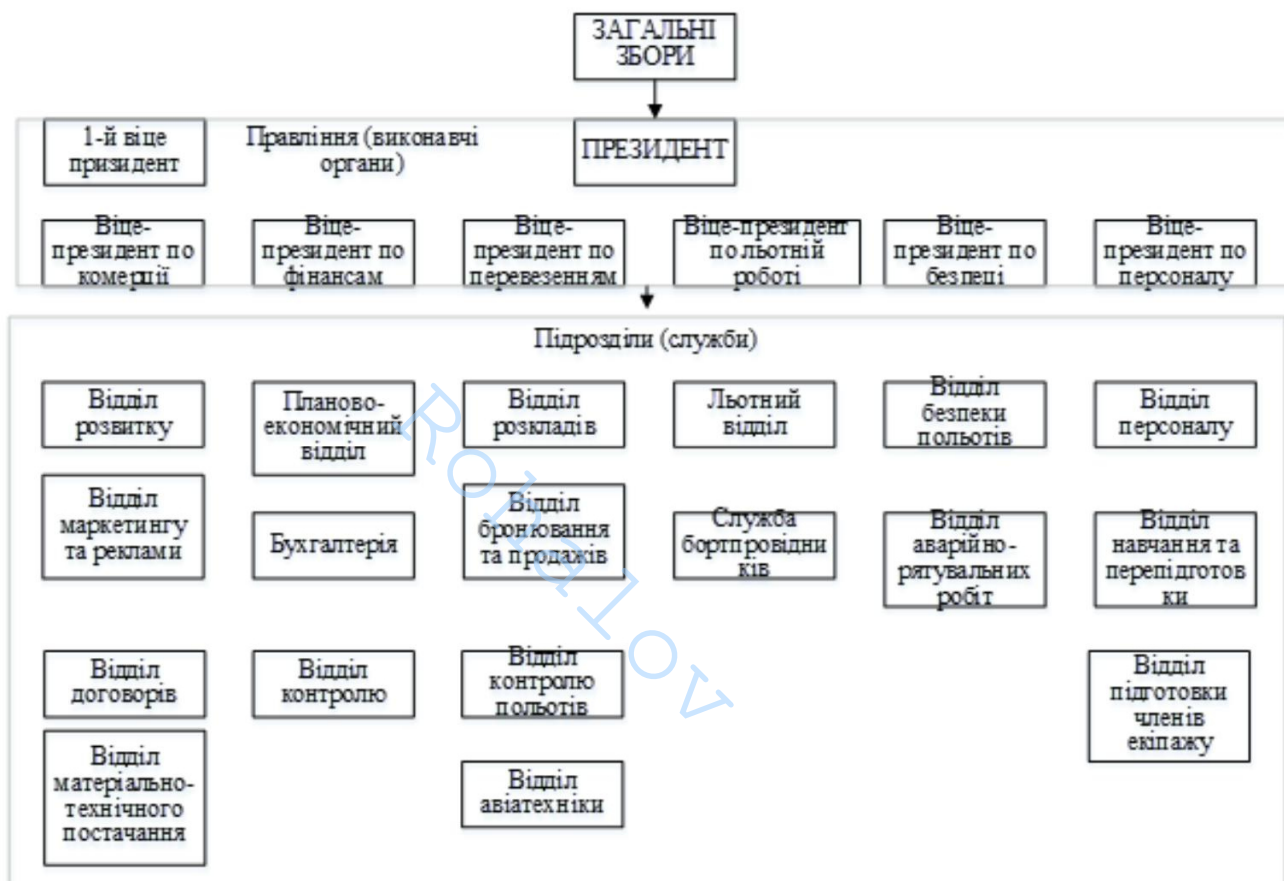 ЗАГАЛЬНІ
ЗБОРИ
1-й віце
призидент
Правління (виконавчі
органи)
ПРЕЗИДЕНТ
Віце-
президент по
комерції
Віце-
президент по
фінансам
Віце-
президент по
перевезенням
Віце-президент
по льотній
роботі
Віце-
президент по
безпеці
Віце-
президент по
персоналу
Підрозділи (служби)
Відділ
розвитку
Планово-
економічний
відділ
Відділ
розкладів
Льотний
відділ
Відділ
безпеки
польотів
Відділ
персоналу
Відділ
маркетингу
та реклами
Бухгалтерія
Відділ
бронювання
та продажів
Служба
бортпровідни
ків
Відділ
аварійно-
рятувальних
робіт
Відділ
навчання та
перепідготов
ки
Відділ
договорів
Відділ
контролю
Відділ
контролю
польотів
Відділ
підготовки
членів
екіпажу
Відділ
матеріально-
технічного
постачання
Відділ
авіатехніки
Rohalov